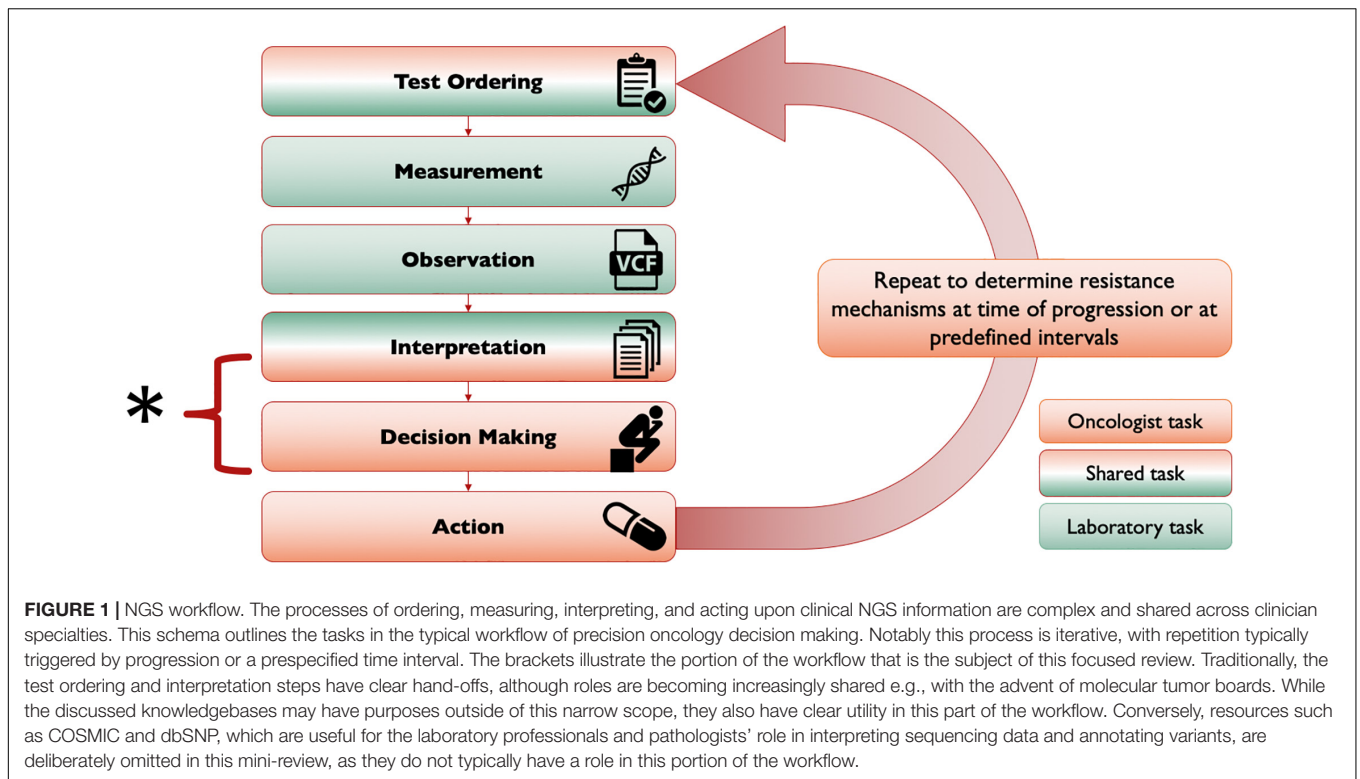 Test Ordering
Measurement
Observation
VCF
Interpretation
*
Decision Making
Action
Repeat to determine resistance
mechanisms at time of progression or at
predefined intervals
Oncologist task
Shared task
Laboratory task
FIGURE 1 | NGS workflow. The processes of ordering, measuring, interpreting, and acting upon clinical NGS information are complex and shared across clinician
specialties. This schema outlines the tasks in the typical workflow of precision oncology decision making. Notably this process is iterative, with repetition typically
triggered by progression or a prespecified time interval. The brackets illustrate the portion of the workflow that is the subject of this focused review. Traditionally, the
test ordering and interpretation steps have clear hand-offs, although roles are becoming increasingly shared e.g., with the advent of molecular tumor boards. While
the discussed knowledgebases may have purposes outside of this narrow scope, they also have clear utility in this part of the workflow. Conversely, resources such
as COSMIC and dbSNP, which are useful for the laboratory professionals and pathologists' role in interpreting sequencing data and annotating variants, are
deliberately omitted in this mini-review, as they do not typically have a role in this portion of the workflow.